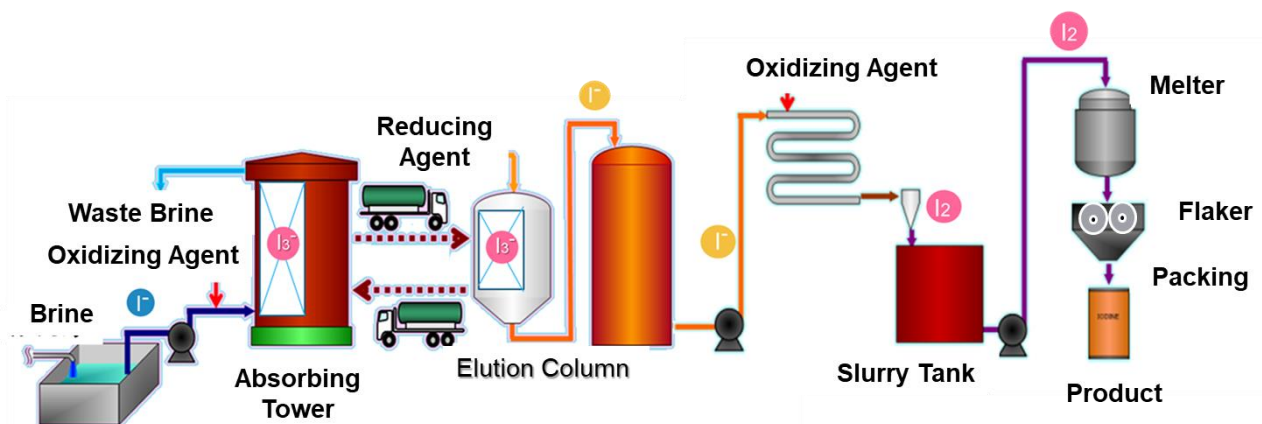 I2
Oxidizing Agent
Melter
I⁻
Reducing
Agent
Waste Brine
Flaker
I3⁻
I3⁻
I2
Oxidizing Agent
I⁻
Packing
I⁻
Brine
IODINE
Elution Column
Slurry Tank
Absorbing
Tower
Product